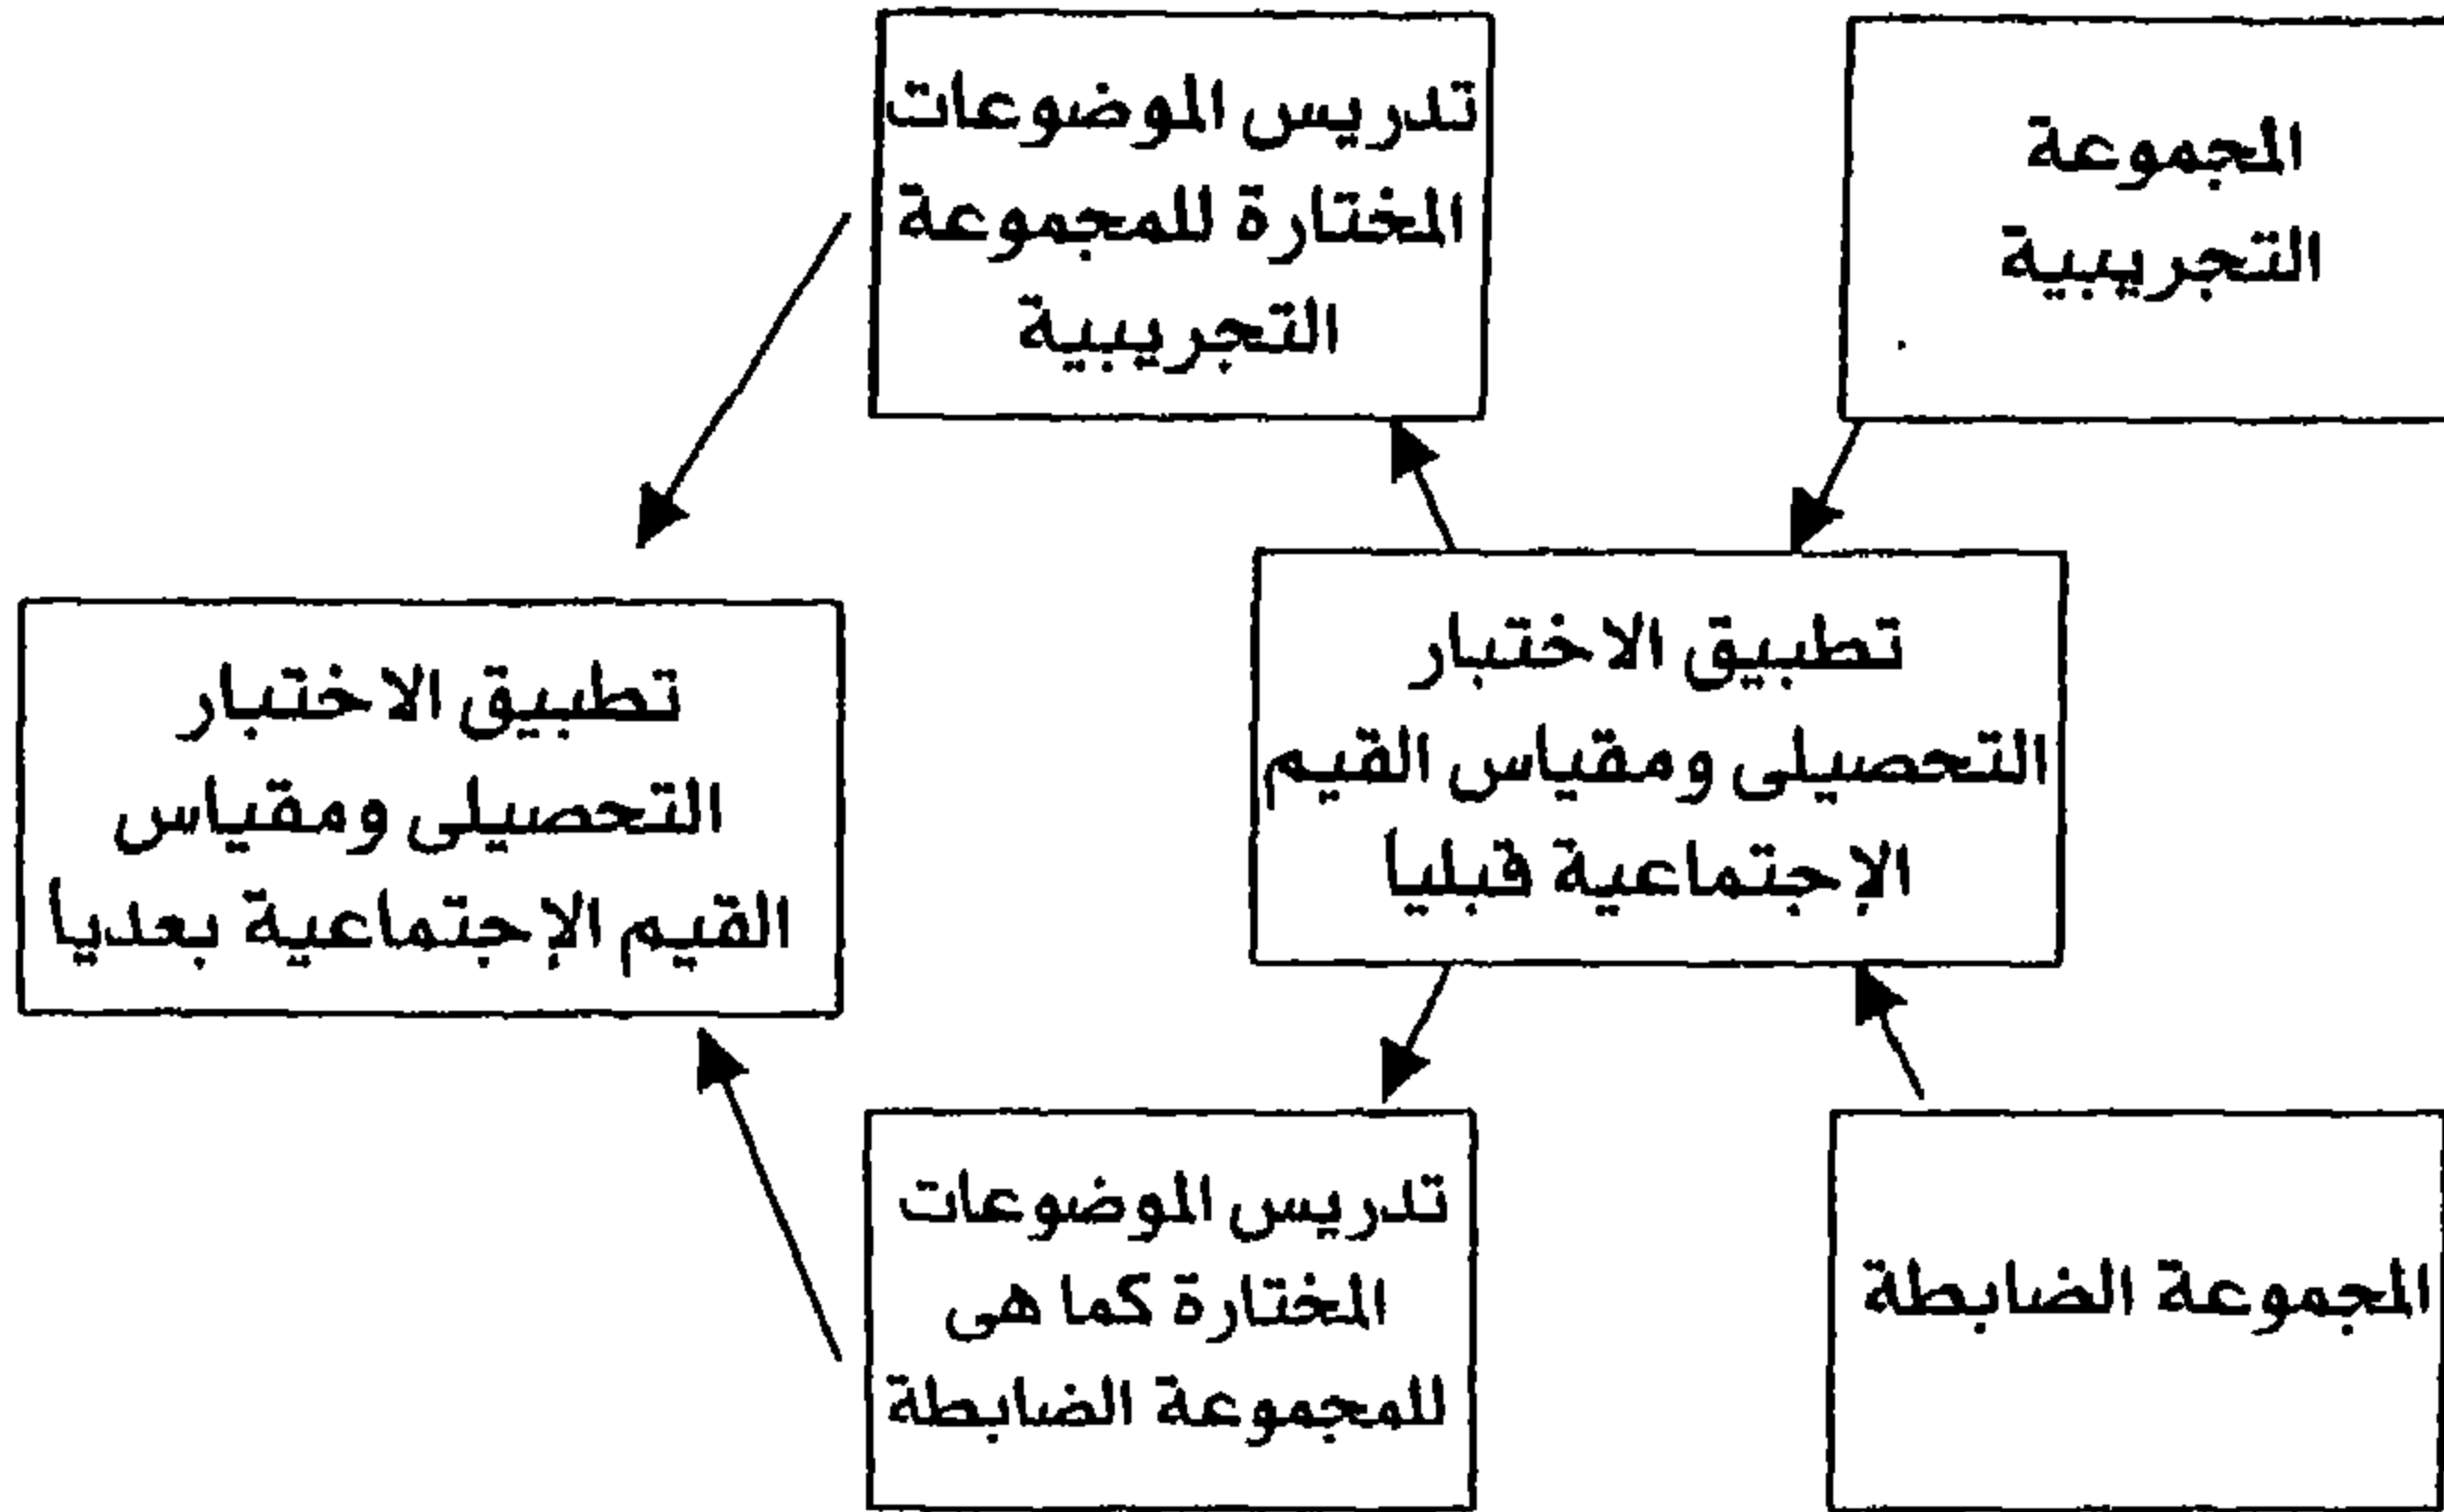 المجموعة
التجريبية
تدريس الموضوعات
المختارة للمجموعة
التجريبية
تطبيق الاختبار
التحصيلى ومقياس القيم
الإجتماعية قبليا
تطبيق الاختبار
التحصيلى ومقياس
القيم الإجتماعية بعديا
المجموعة الضابطة
تدريس الموضوعات
المختارة كما هى
للمجموعة الضابطة